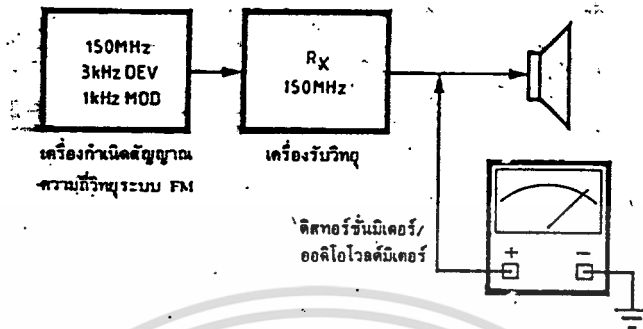 150MHz
3kHz DEV
1kHz MOD
เครื่องกำเนิดสัญญาณ
ความถี่วิทยุระบบ FM
RX
150MHz
เครื่องรับวิทยุ
ดิสทอร์ชั่นมิเตอร์/
ออดิโอโวลต์มิเตอร์
+ -